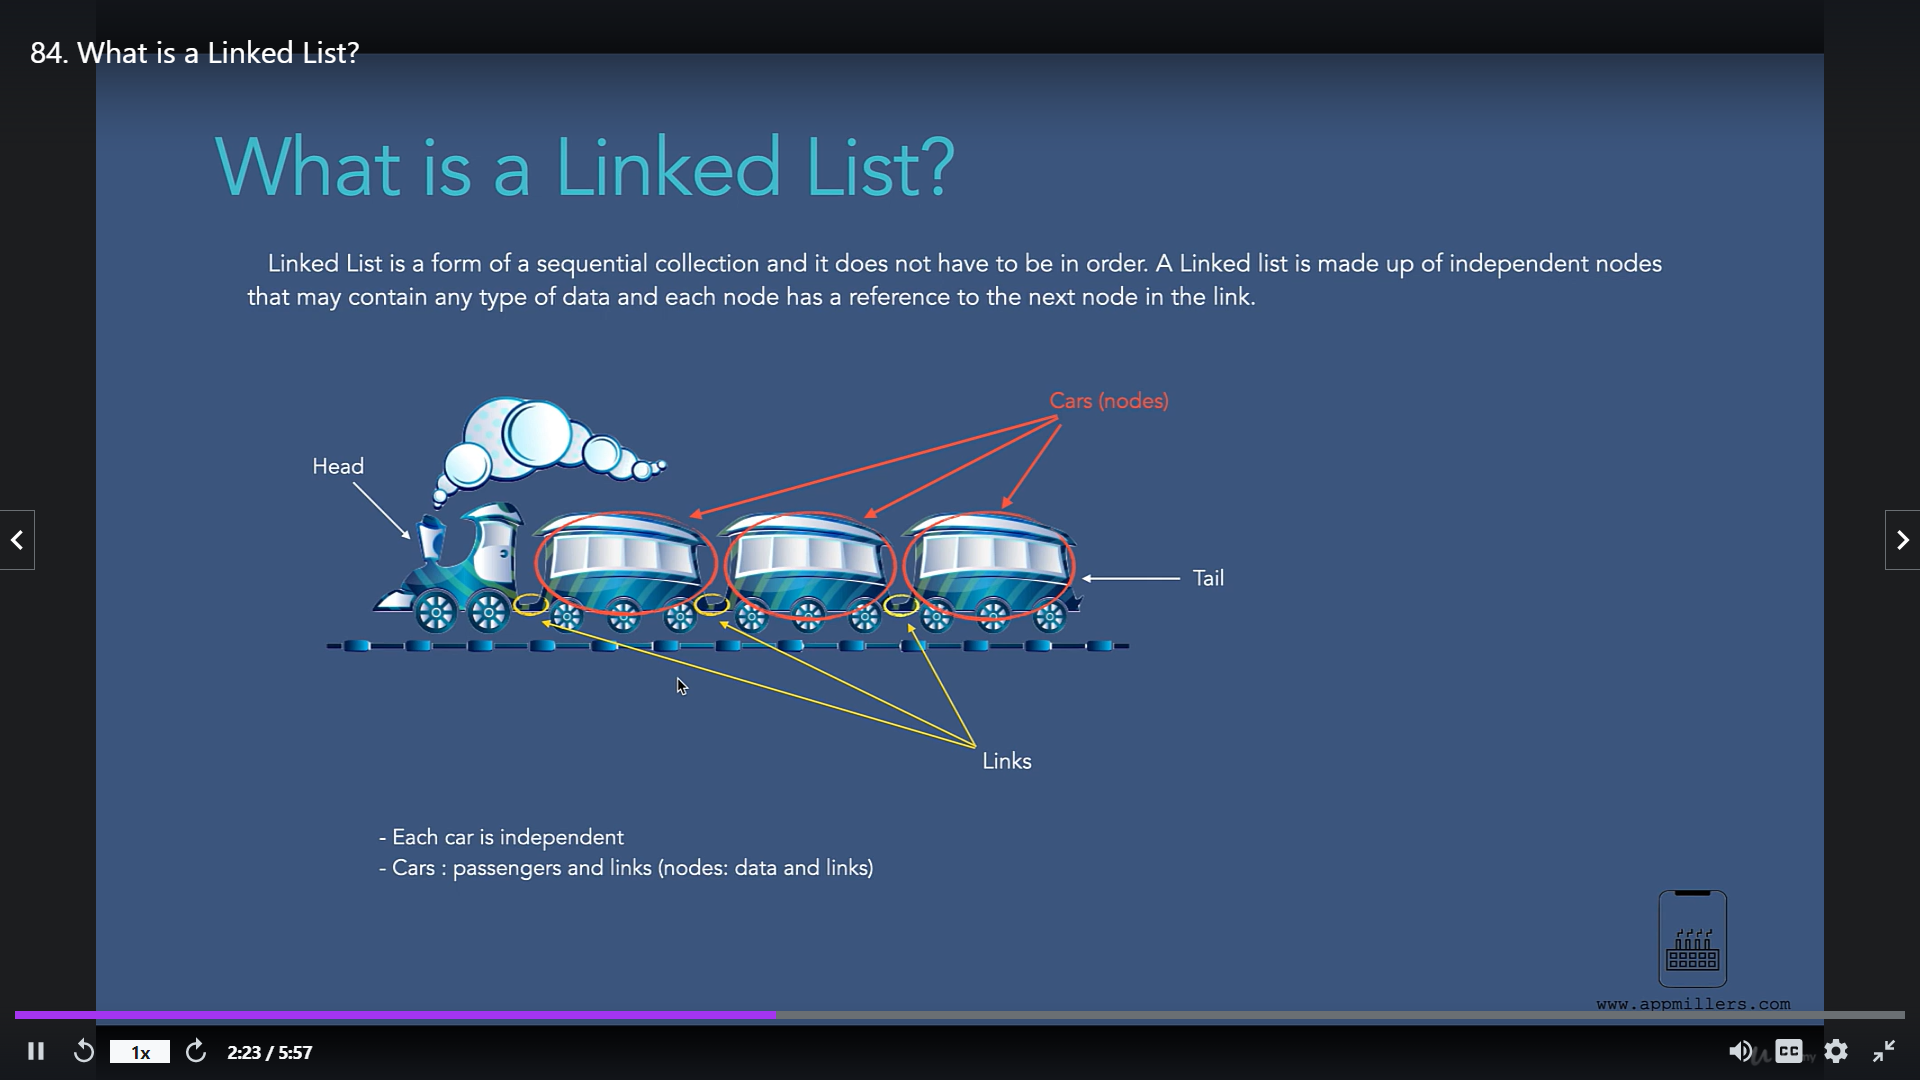 84. What is a Linked List?
What is a Linked List?
Linked List is a form of a sequential collection and it does not have to be in order. A Linked list is made up of independent nodes
that may contain any type of data and each node has a reference to the next node in the link.
Cars (nodes)
Head
Tail
Links
- Each car is independent
- Cars : passengers and links (nodes: data and links)
www.appmillers.com
1x
2:23 / 5:57
CC